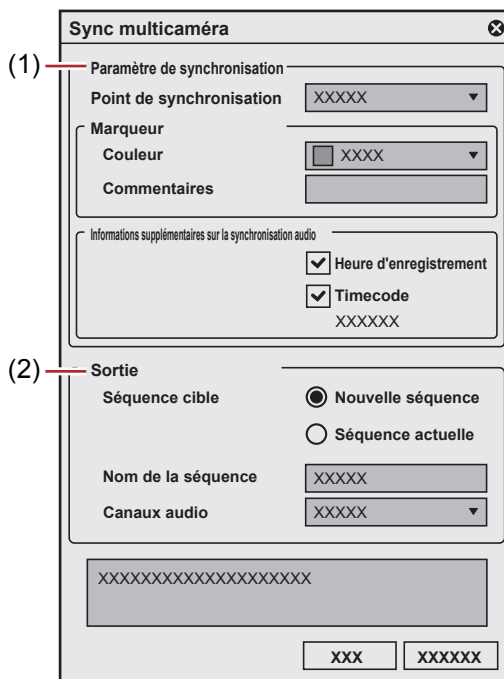 Sync multicaméra
(1)
Paramètre de synchronisation
Point de synchronisation XXXXX
Marqueur
Couleur XXXX
Commentaires
Informations supplémentaires sur la synchronisation audio
Heure d'enregistrement
Timecode
XXXXXX
(2)
Sortie
Séquence cible Nouvelle séquence
Séquence actuelle
Nom de la séquence XXXXX
Canaux audio XXXXX
XXXXXXXXXXXXXXXXXXXX
XXX XXXXXX